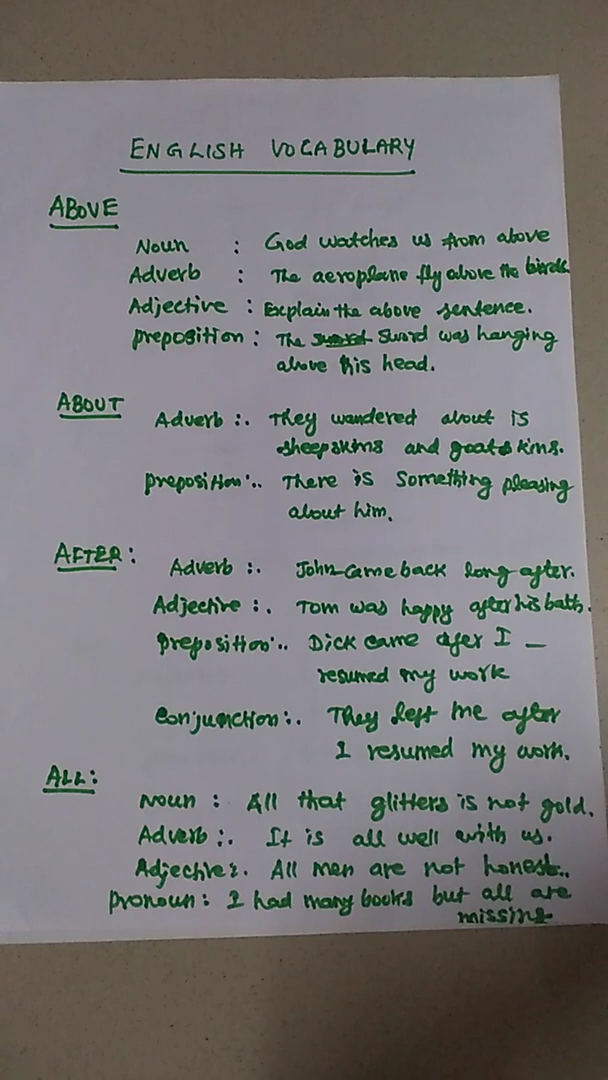 ENGLISH VOCABULARY
ABOVE
Noun : God watches us from above
Adverb : The aeroplane fly above the birds.
Adjective : Explain the above sentence.
preposition : The Sword was hanging
above his head.
ABOUT
Adverb :. They wandered about is
sheepskins and goatskins.
preposition :. There is something pleasing
about him.
AFTER :
Adverb :. John came back long after.
Adjective :. Tom was happy after his bath.
preposition :. Dick came afer I
resumed my work
conjunction :. They left me after
I resumed my work.
ALL :
Noun : All that glitters is not gold.
Adverb :. It is all well with us.
Adjective :. All men are not honest.
pronoun : I had many books but all are
missing